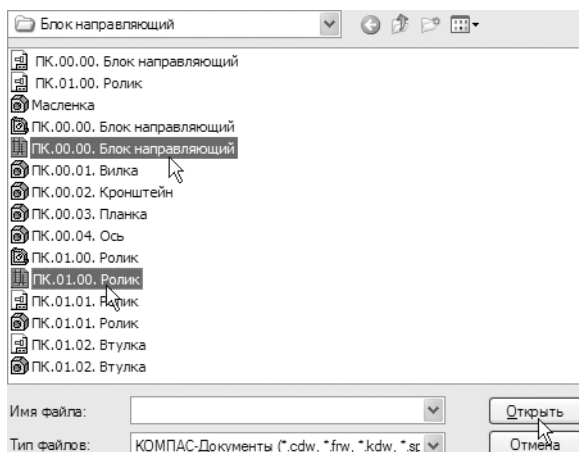 Блок направляющий
ПК.00.00. Блок направляющий
ПК.01.00. Ролик
Масленка
ПК.00.00. Блок направляющий
ПК.00.00. Блок направляющий
ПК.00.01. Вилка
ПК.00.02. Кронштейн
ПК.00.03. Планка
ПК.00.04. Ось
ПК.01.00. Ролик
ПК.01.00. Ролик
ПК.01.01. Ролик
ПК.01.01. Ролик
ПК.01.02. Втулка
ПК.01.02. Втулка
Имя файла: Открыть
Тип файлов: КОМПАС-Документы (*.cdw, *.frw, *.kdw, *.sp Отмена